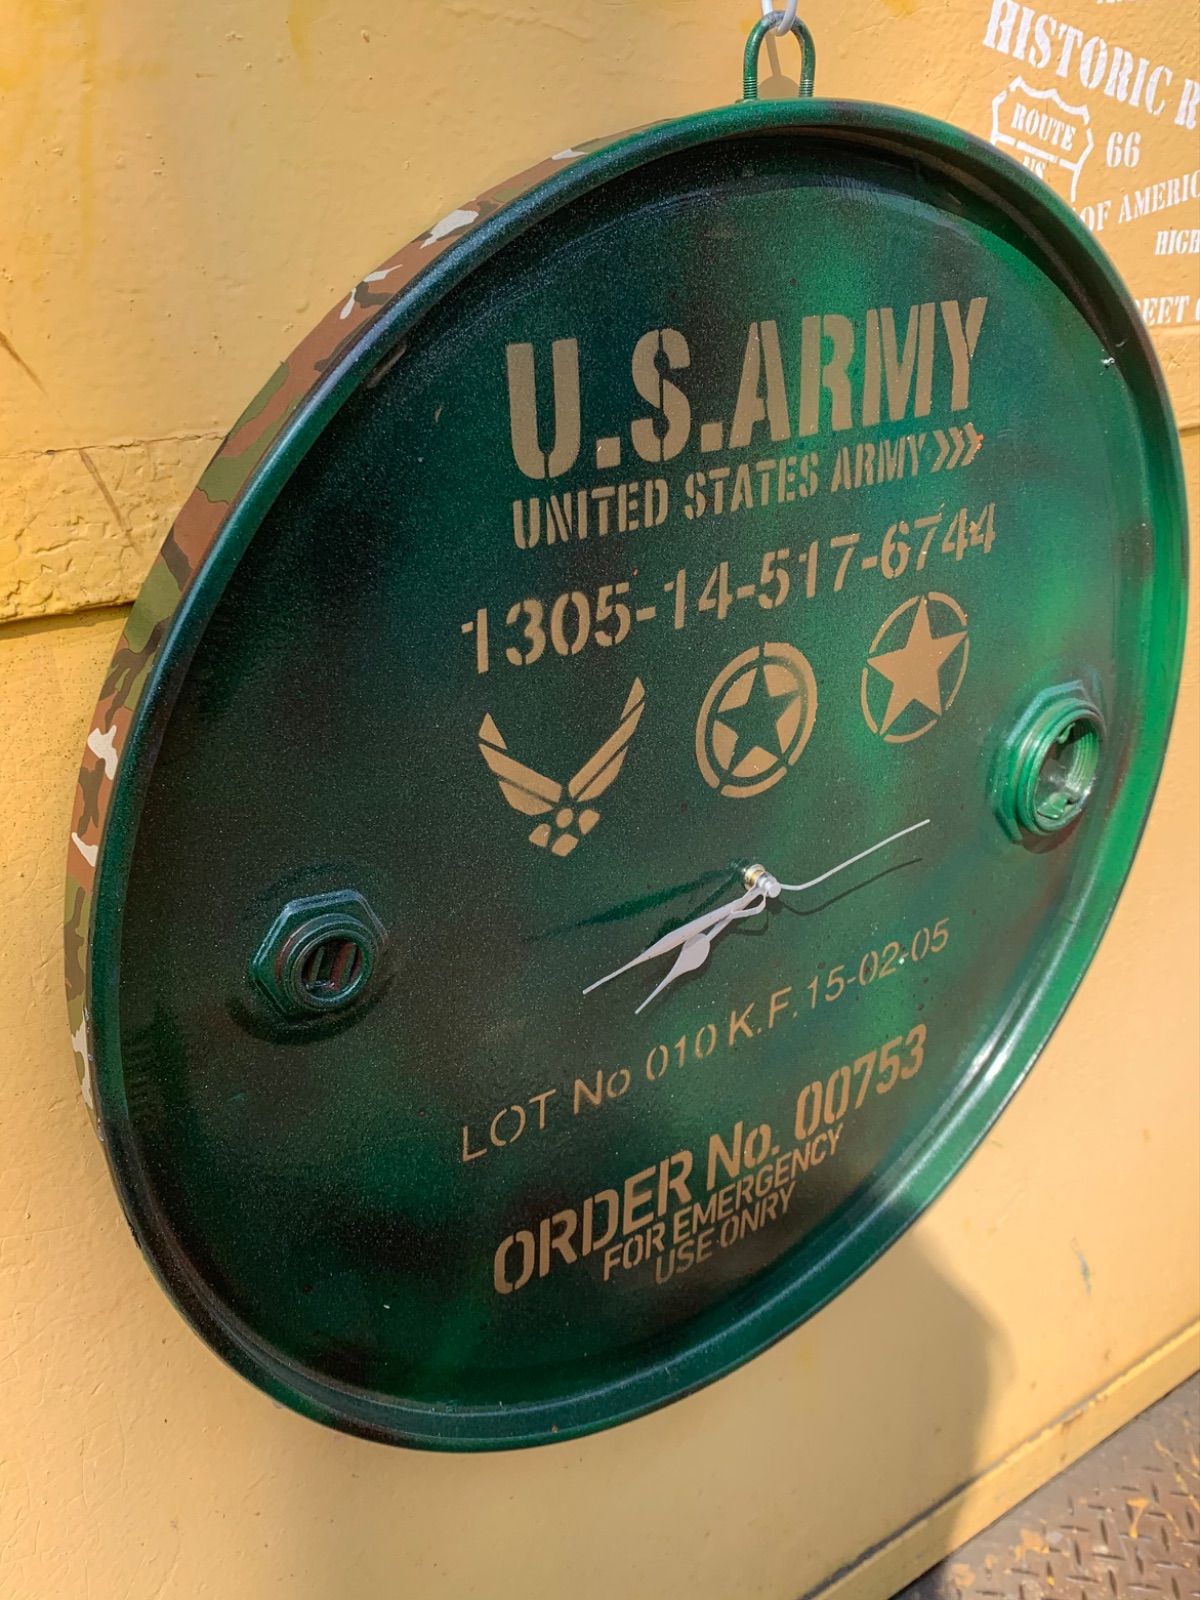 HISTORIC R
ROUTE
US
66
OF AMERIC
HIGH
EET
U.S.ARMY
UNITED STATES ARMY
1305-14-517-6744
LOT No 010 K.F. 15-02-05
ORDER No. 00753
FOR EMERGENCY
USE ONRY